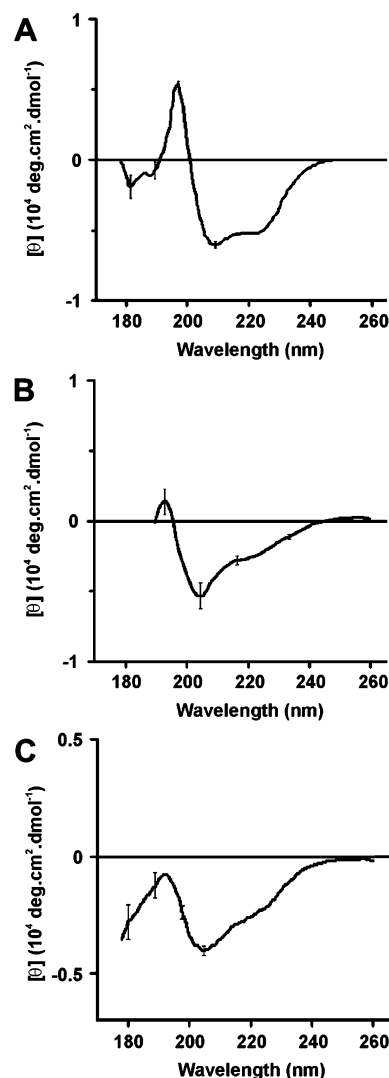 A
[θ] (10⁴ deg.cm².dmol⁻¹)
1
0
-1
180 200 220 240 260
Wavelength (nm)
B
[θ] (10⁴ deg.cm².dmol⁻¹)
1
0
-1
180 200 220 240 260
Wavelength (nm)
C
[θ] (10⁴ deg.cm².dmol⁻¹)
0.5
0
-0.5
180 200 220 240 260
Wavelength (nm)